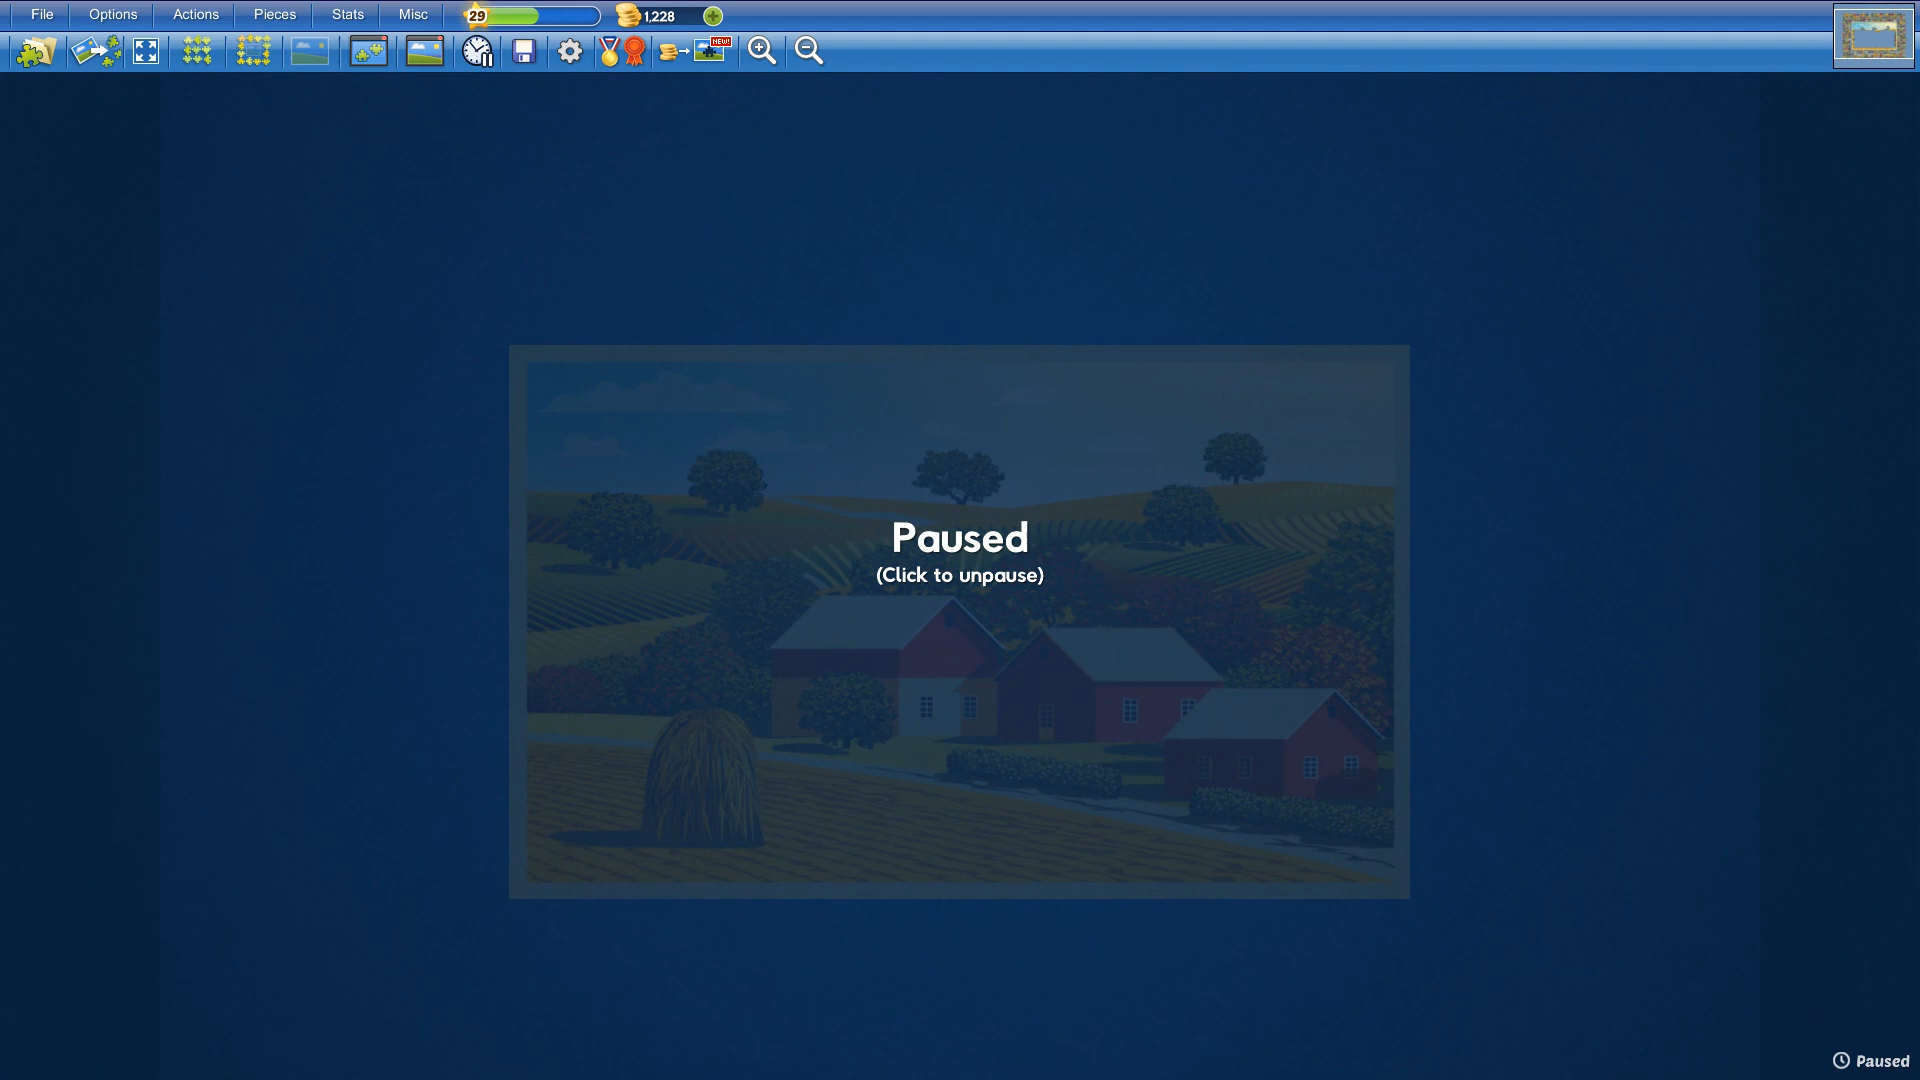 File Options Actions Pieces Stats Misc 29 1,228
NEW!
Paused
(Click to unpause)
Paused